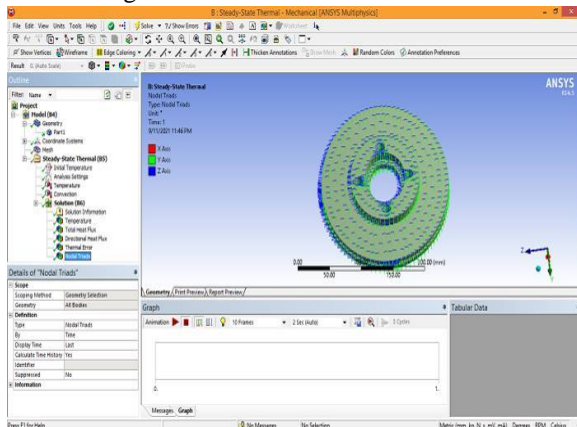 B : Steady-State Thermal - Mechanical [ANSYS Multiphysics]
File Edit View Units Tools Help
Solve ?/Show Errors
Show Vertices Wireframe Edge Coloring
Thicken Annotations
Random Colors Annotation Preferences
Result
Outline
Filter: Name
Project
Model (B4)
Geometry
Part1
Coordinate Systems
Mesh
Steady-State Thermal (B5)
Initial Temperature
Analysis Settings
Temperature
Convection
Solution (B6)
Solution Information
Temperature
Total Heat Flux
Directional Heat Flux
Thermal Error
Nodal Triads
B: Steady-State Thermal
Nodal Triads
Type: Nodal Triads
Unit: °
Time: 1
9/11/2021 11:46 PM
X Axis
Y Axis
Z Axis
ANSYS
0.00
50.00
100.00 (mm)
150.00
Z
Y
Geometry Print Preview Report Preview
Details of "Nodal Triads"
Scope
Scoping Method Geometry Selection
Geometry All Bodies
Definition
Type Nodal Triads
By Time
Display Time Last
Calculate Time History Yes
Identifier
Suppressed No
Information
Graph
Animation 10 Frames 2 Sec (Auto) 3 Cycles
0.
1.
Messages Graph
Tabular Data
Press F1 for Help
No Messages
No Selection
Metric (mm, kg, N, s, mV, mA) Degrees RPM Celsius